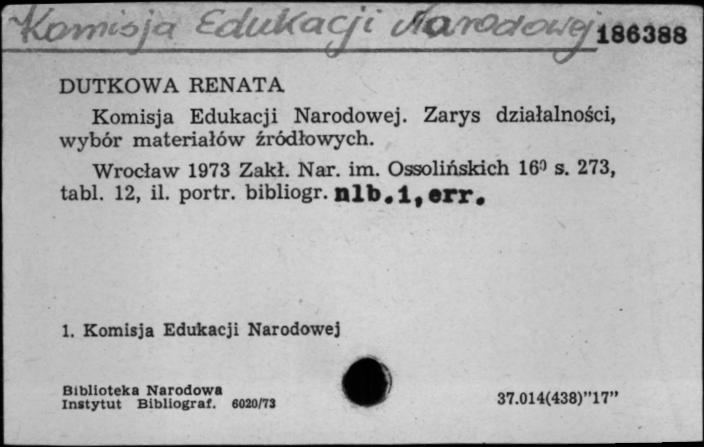 Komisja Edukacji Narodowej 186388
DUTKOWA RENATA
Komisja Edukacji Narodowej. Zarys działalności,
wybór materiałów źródłowych.
Wrocław 1973 Zakł. Nar. im. Ossolińskich 16⁰ s. 273,
tabl. 12, il. portr. bibliogr. nlb.1,err.
1. Komisja Edukacji Narodowej
Biblioteka Narodowa
Instytut Bibliograf. 6020/73 37.014(438)”17”